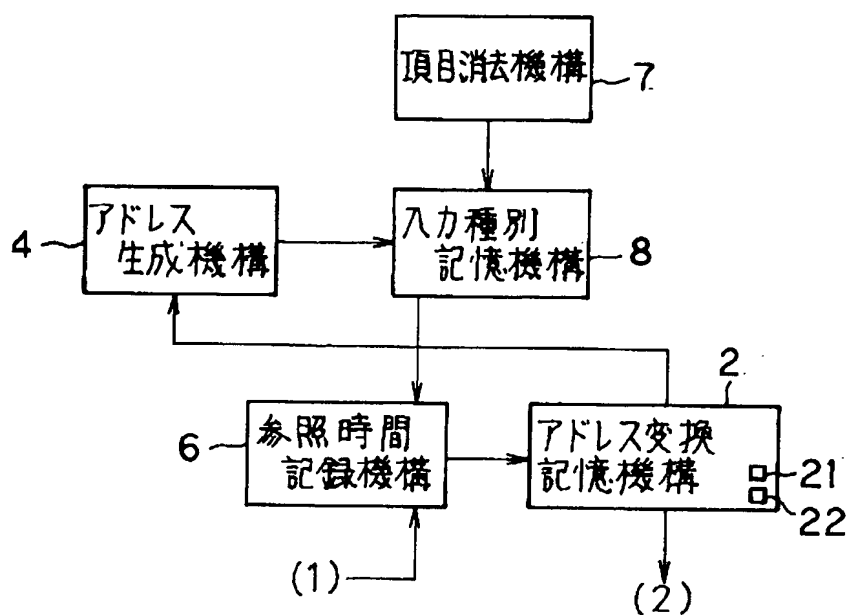 項目消去機構
7
アドレス
生成機構
4
入力種別
記憶機構
8
2
参照時間
記録機構
6
アドレス変換
記憶機構
21
22
(1)
(2)